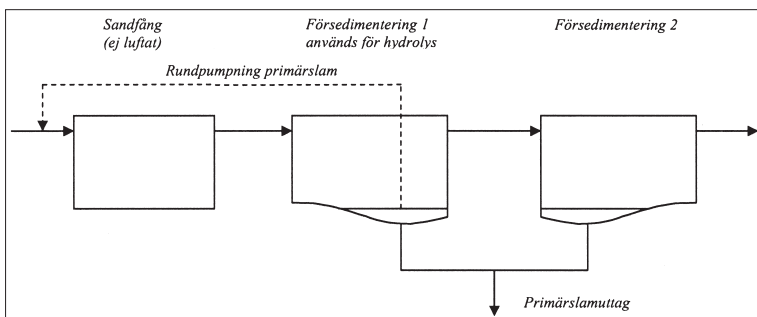 Sandfång
(ej luftat)
Försedimentering 1
används för hydrolys
Försedimentering 2
Rundpumpning primärslam
Primärslamuttag